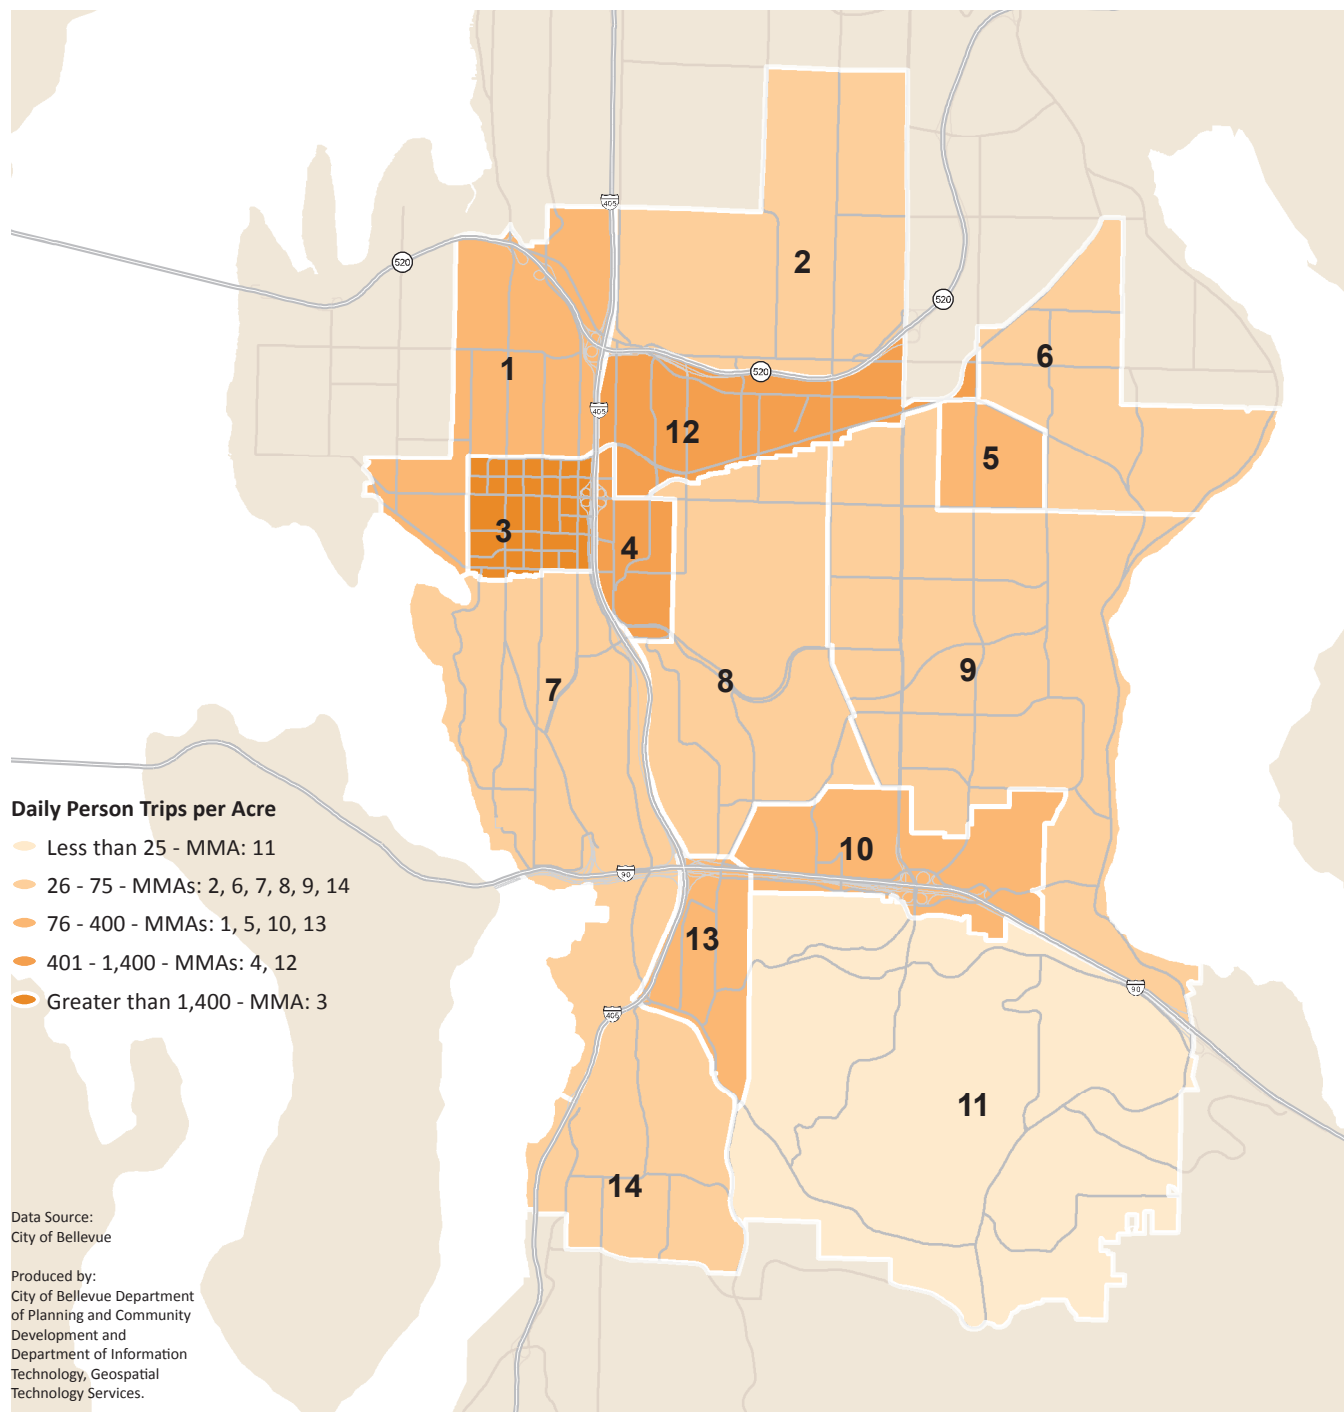 405
2
520
520
6
1
520
405
12
5
3
4
9
8
7
Daily Person Trips per Acre
Less than 25 - MMA: 11
26 - 75 - MMAs: 2, 6, 7, 8, 9, 14
76 - 400 - MMAs: 1, 5, 10, 13
401 - 1,400 - MMAs: 4, 12
Greater than 1,400 - MMA: 3
10
90
13
90
405
11
14
Data Source:
City of Bellevue
Produced by:
City of Bellevue Department
of Planning and Community
Development and
Department of Information
Technology, Geospatial
Technology Services.